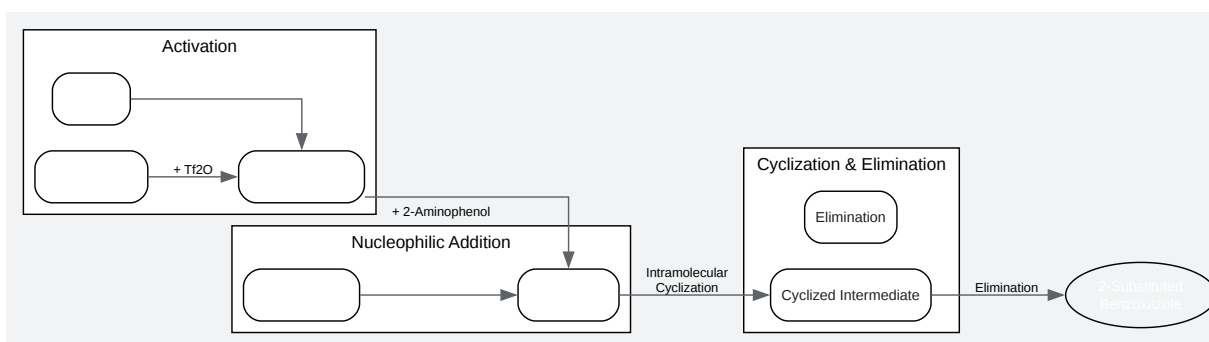 Activation
+ Tf2O
+ 2-Aminophenol
Nucleophilic Addition
Intramolecular
Cyclization
Cyclization & Elimination
Elimination
Cyclized Intermediate
Elimination
2-Substituted
Benzoxazole